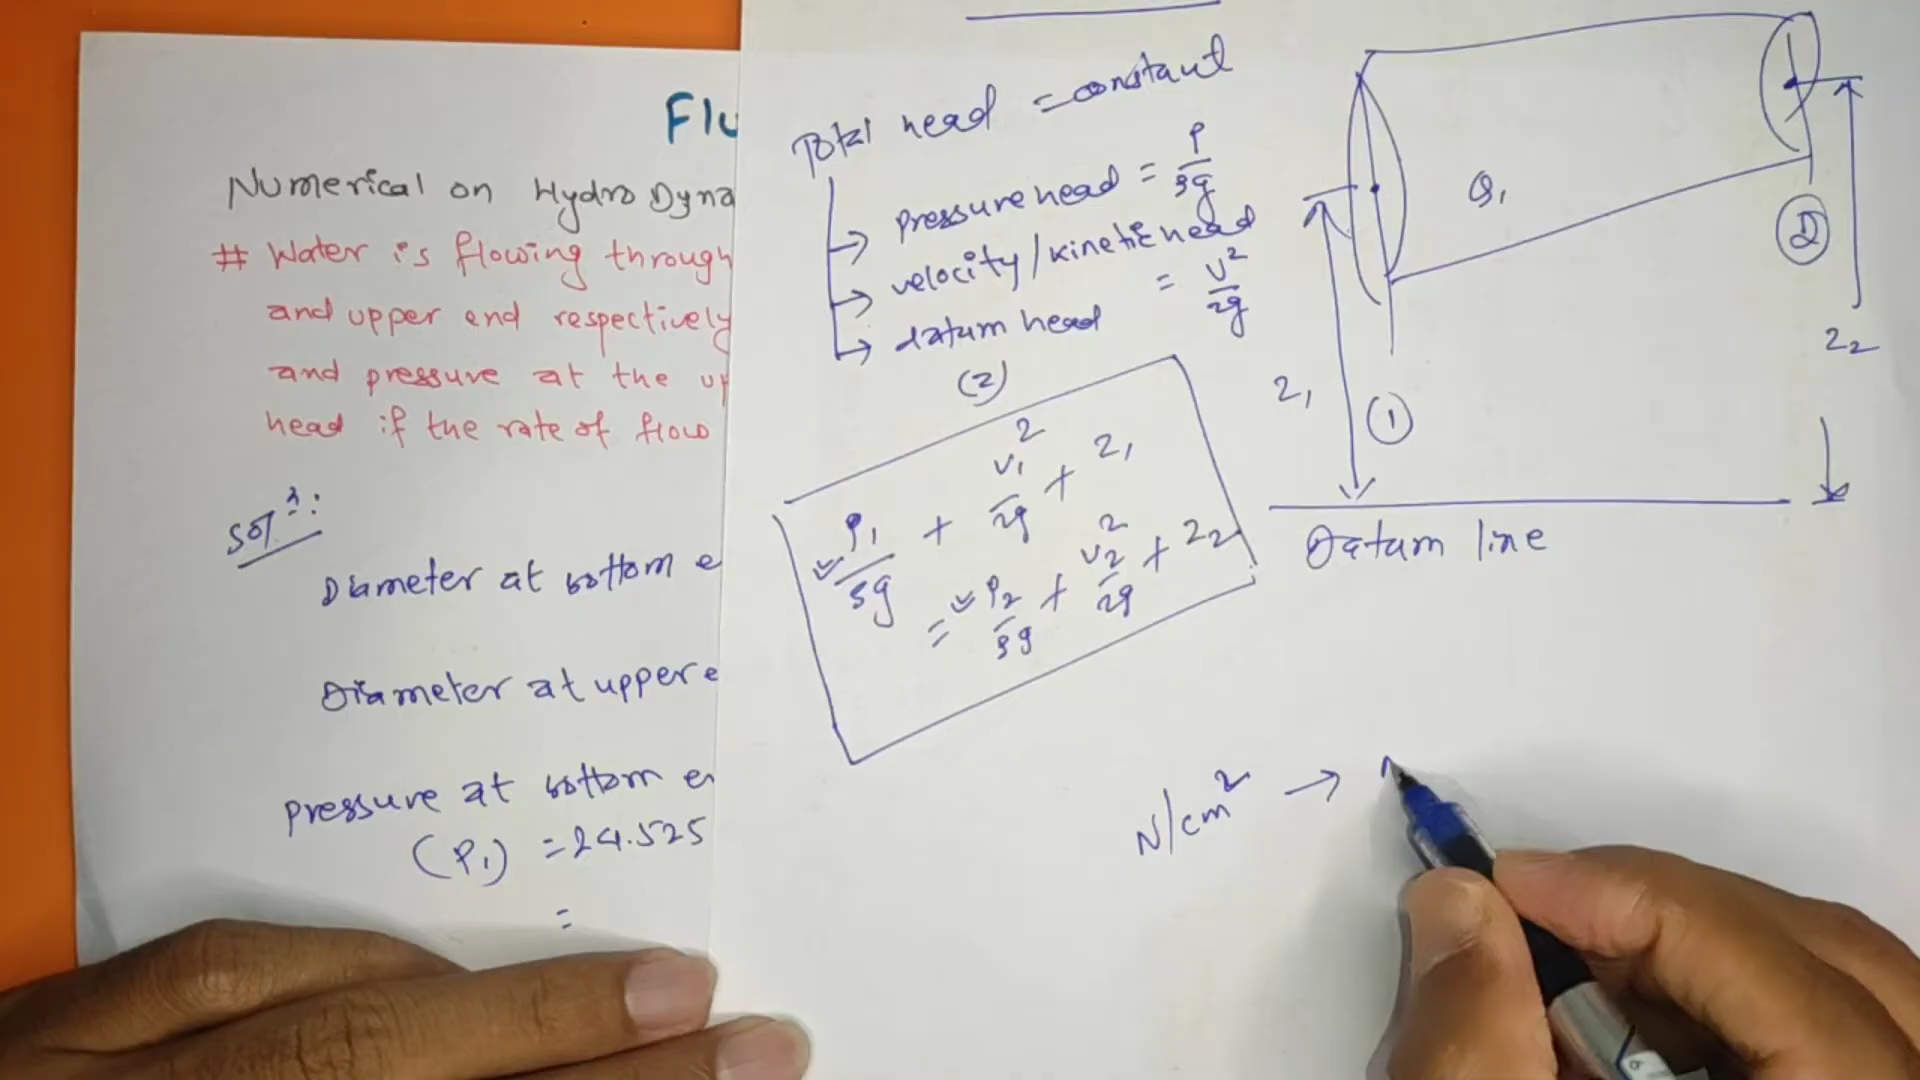 Flu
Numerical on Hydro Dyna
# Water is flowing through
and upper end respectively
and pressure at the up
head if the rate of flow
Solⁿ:
Diameter at bottom e
Diameter at upper e
pressure at bottom en
(P₁) = 24.525
=
Total head = constant
→ pressure head = P/ρg
→ velocity/kinetic head
= v²/2g
→ datum head
(z)
P₁/ρg + v₁²/2g + z₁
= P₂/ρg + v₂²/2g + z₂
Q₁
②
z₂
z₁
①
Datum line
N/cm² →